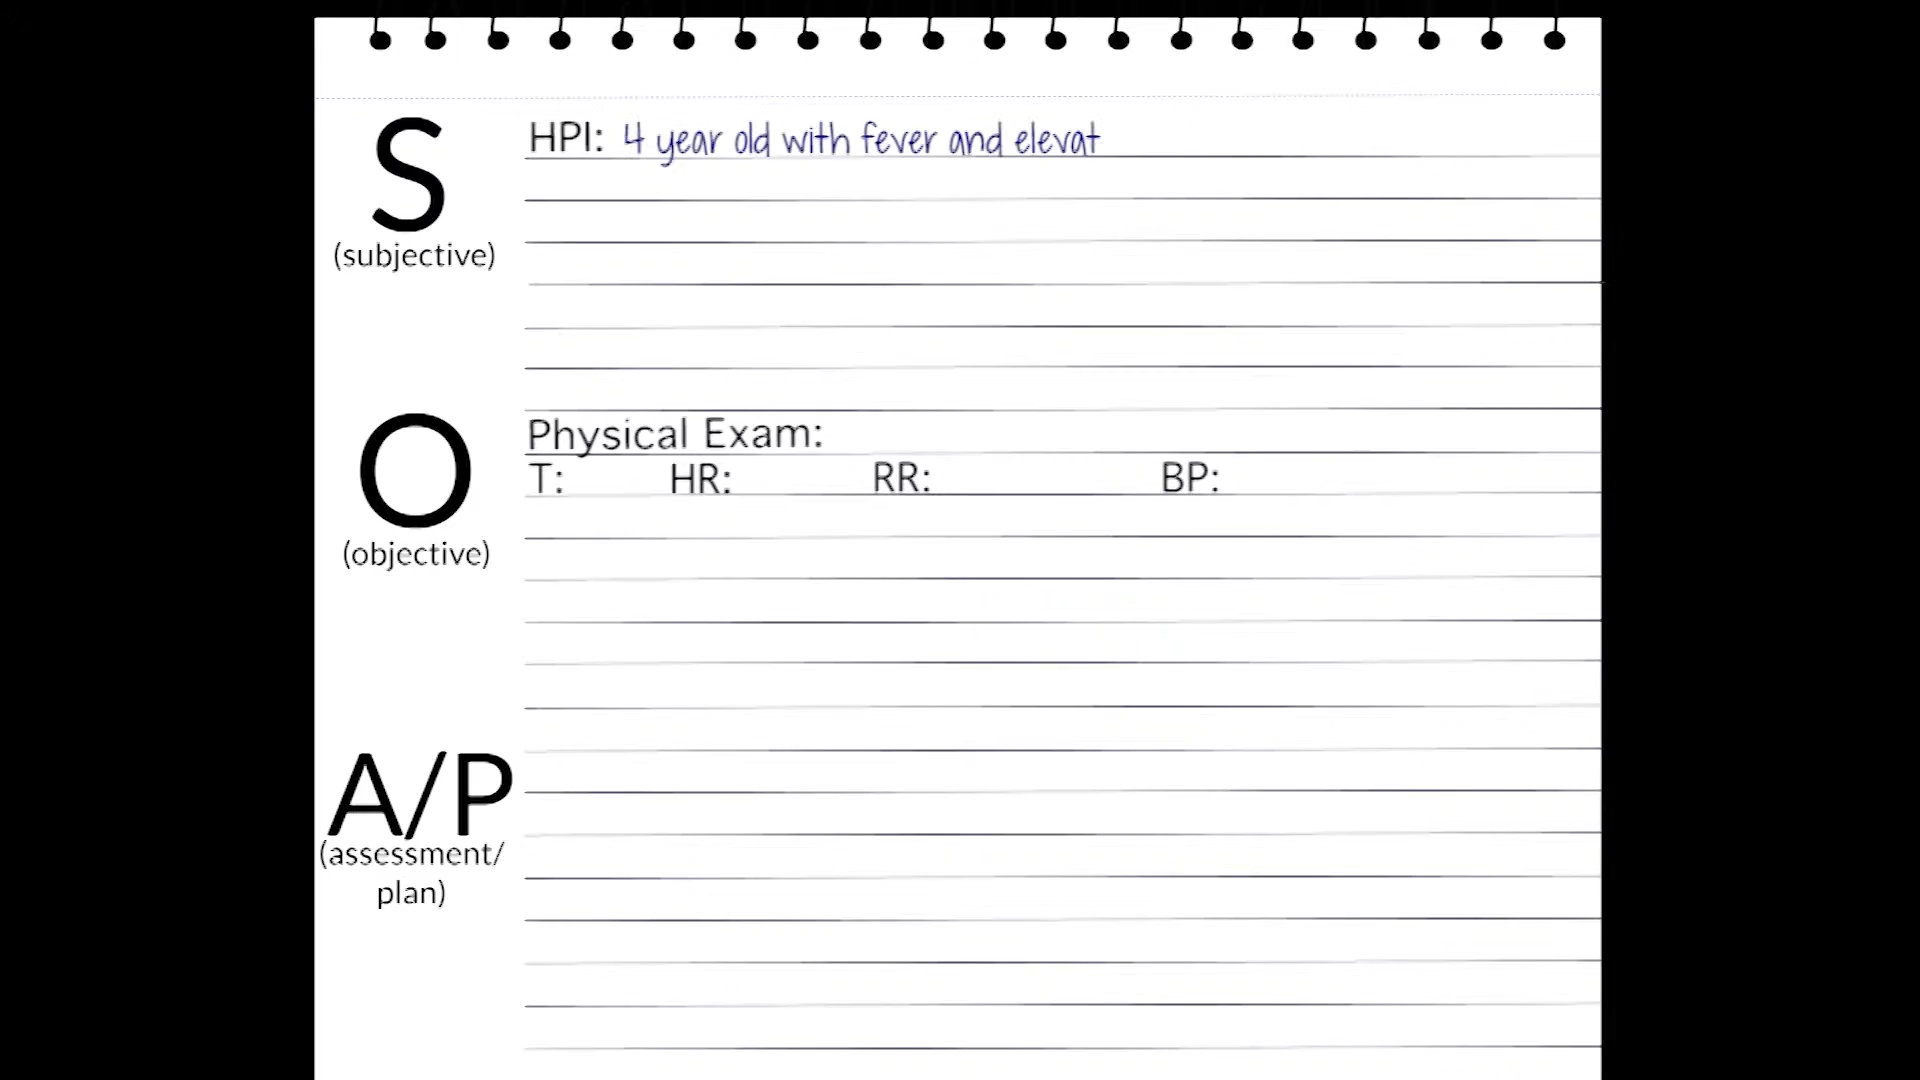 S
(subjective)
HPI: 4 year old with fever and elevat
O
(objective)
Physical Exam:
T: HR: RR: BP:
A/P
(assessment/
plan)